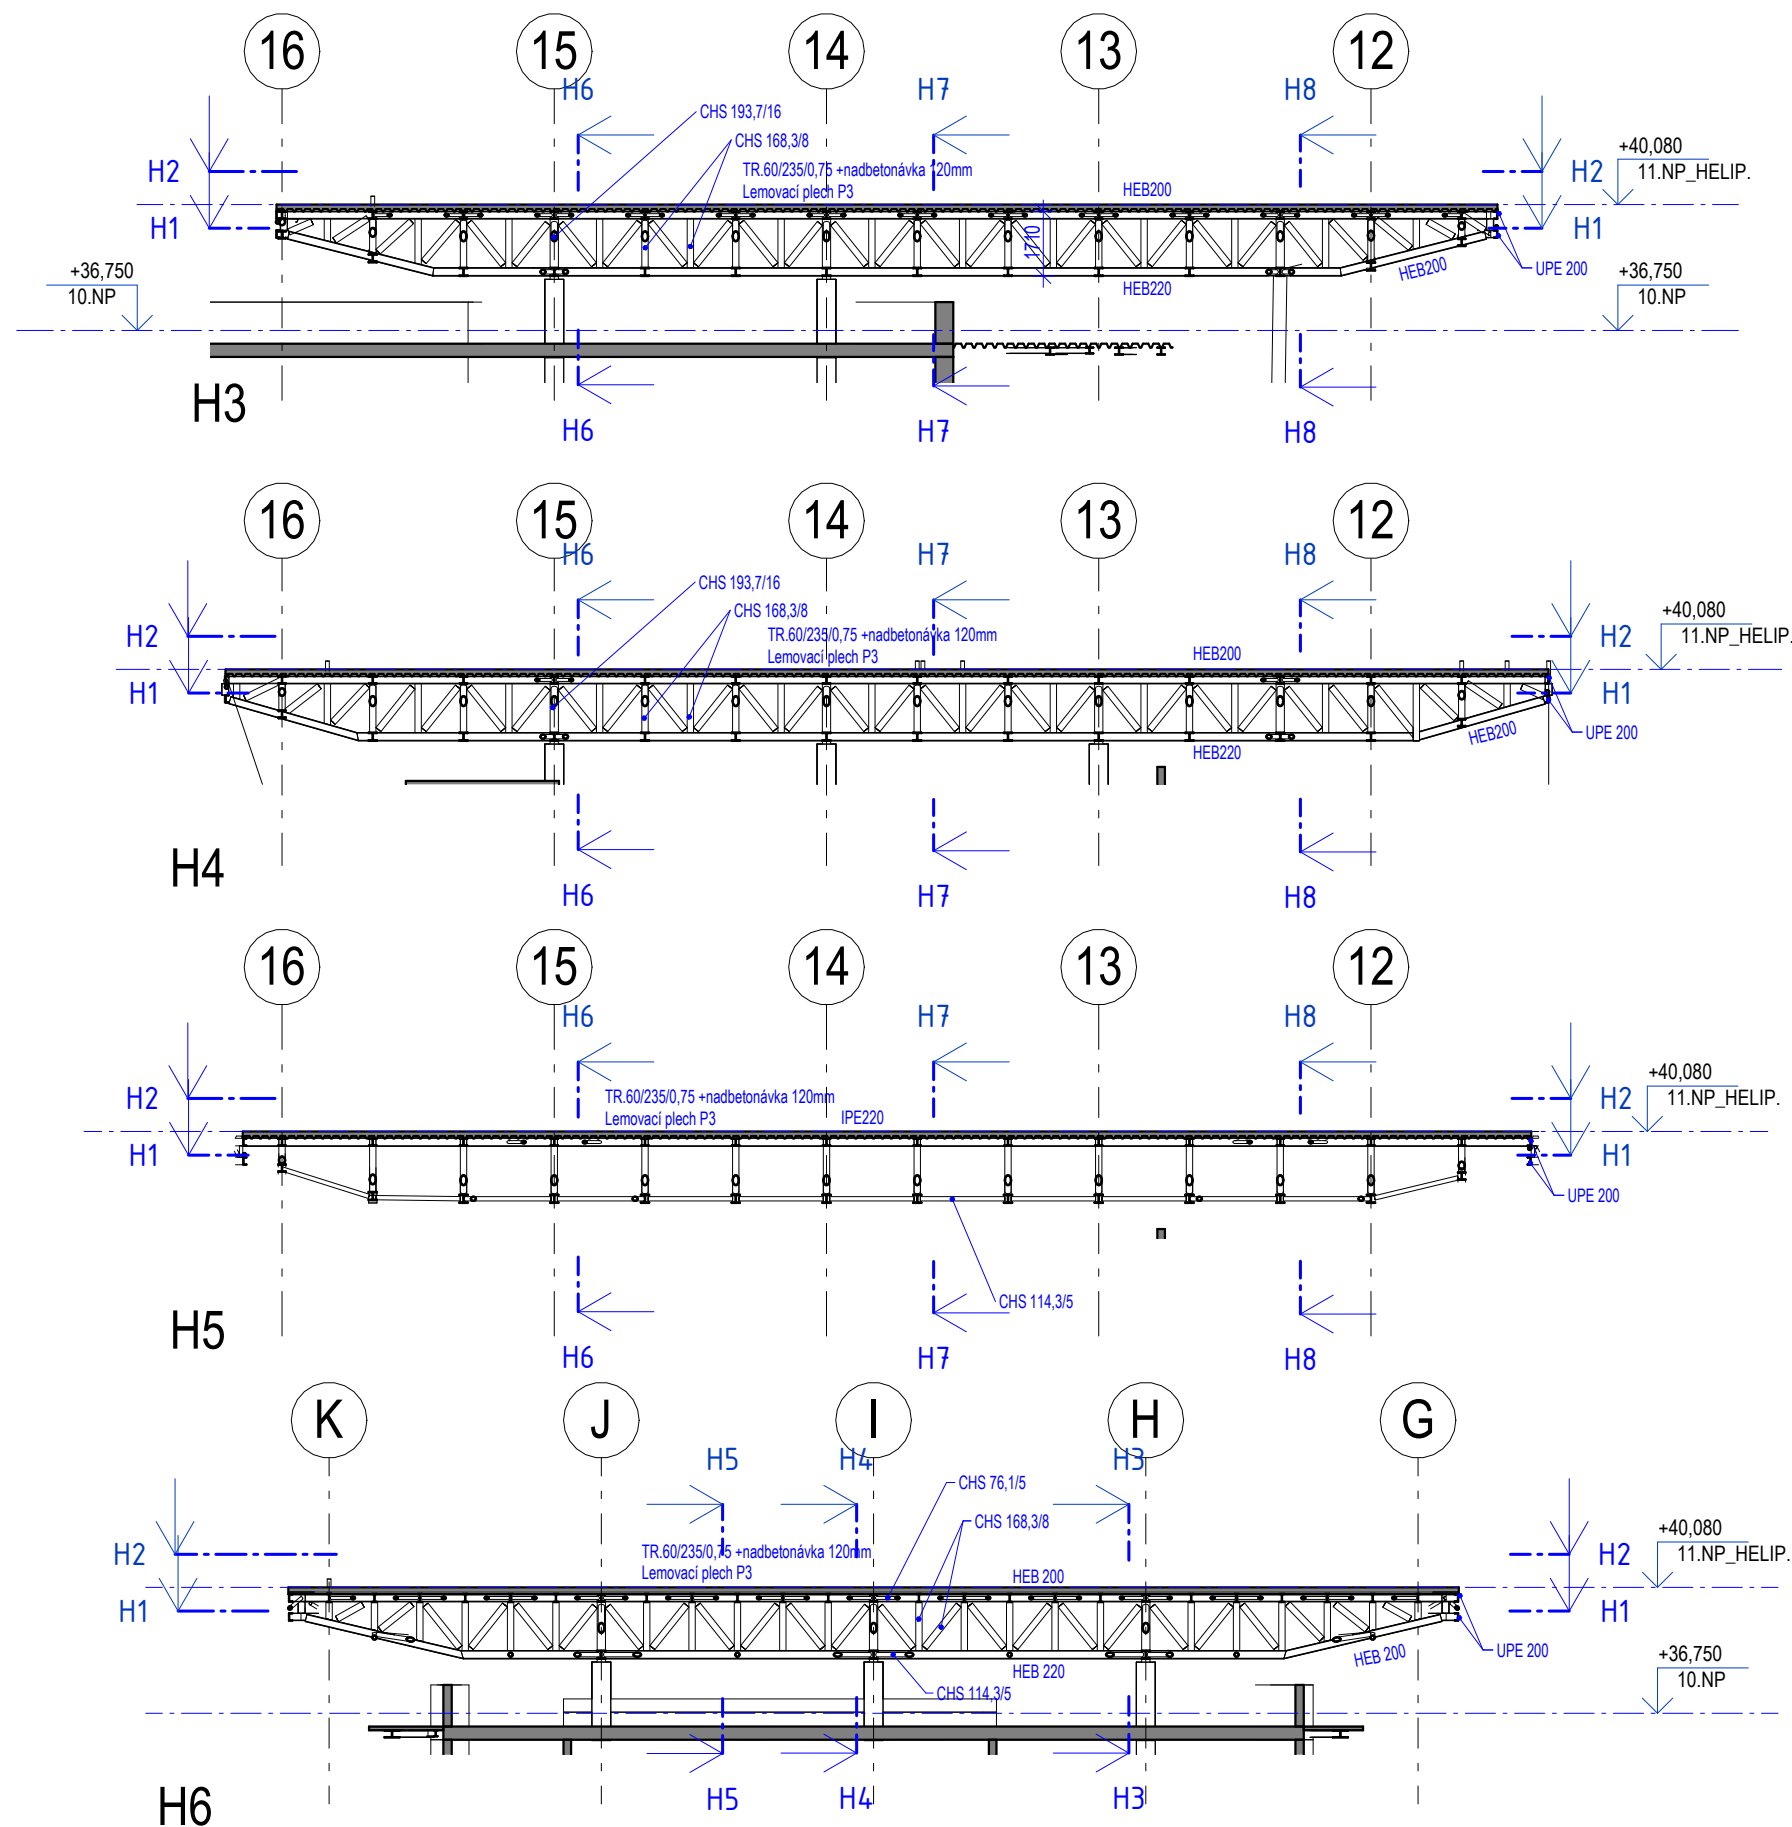 16
15
14
13
12
H6
H7
H8
CHS 193,7/16
CHS 168,3/8
TR.60/235/0,75 +nadbetonávka 120mm
Lemovací plech P3
HEB200
+40,080
11.NP_HELIP.
H2
H2
H1
H1
1710
HEB200
UPE 200
HEB220
+36,750
10.NP
+36,750
10.NP
H3
H6
H7
H8
16
15
14
13
12
H6
H7
H8
CHS 193,7/16
CHS 168,3/8
TR.60/235/0,75 +nadbetonávka 120mm
Lemovací plech P3
HEB200
+40,080
11.NP_HELIP.
H2
H2
H1
H1
HEB200
UPE 200
HEB220
H4
H6
H7
H8
16
15
14
13
12
H6
H7
H8
TR.60/235/0,75 +nadbetonávka 120mm
Lemovací plech P3
IPE220
+40,080
11.NP_HELIP.
H2
H2
H1
H1
UPE 200
CHS 114,3/5
H5
H6
H7
H8
K
J
I
H
G
H5
H4
H3
CHS 76,1/5
CHS 168,3/8
TR.60/235/0,75 +nadbetonávka 120mm
Lemovací plech P3
HEB 200
+40,080
11.NP_HELIP.
H2
H2
H1
H1
HEB 200
UPE 200
HEB 220
CHS 114,3/5
+36,750
10.NP
H5
H4
H3
H6